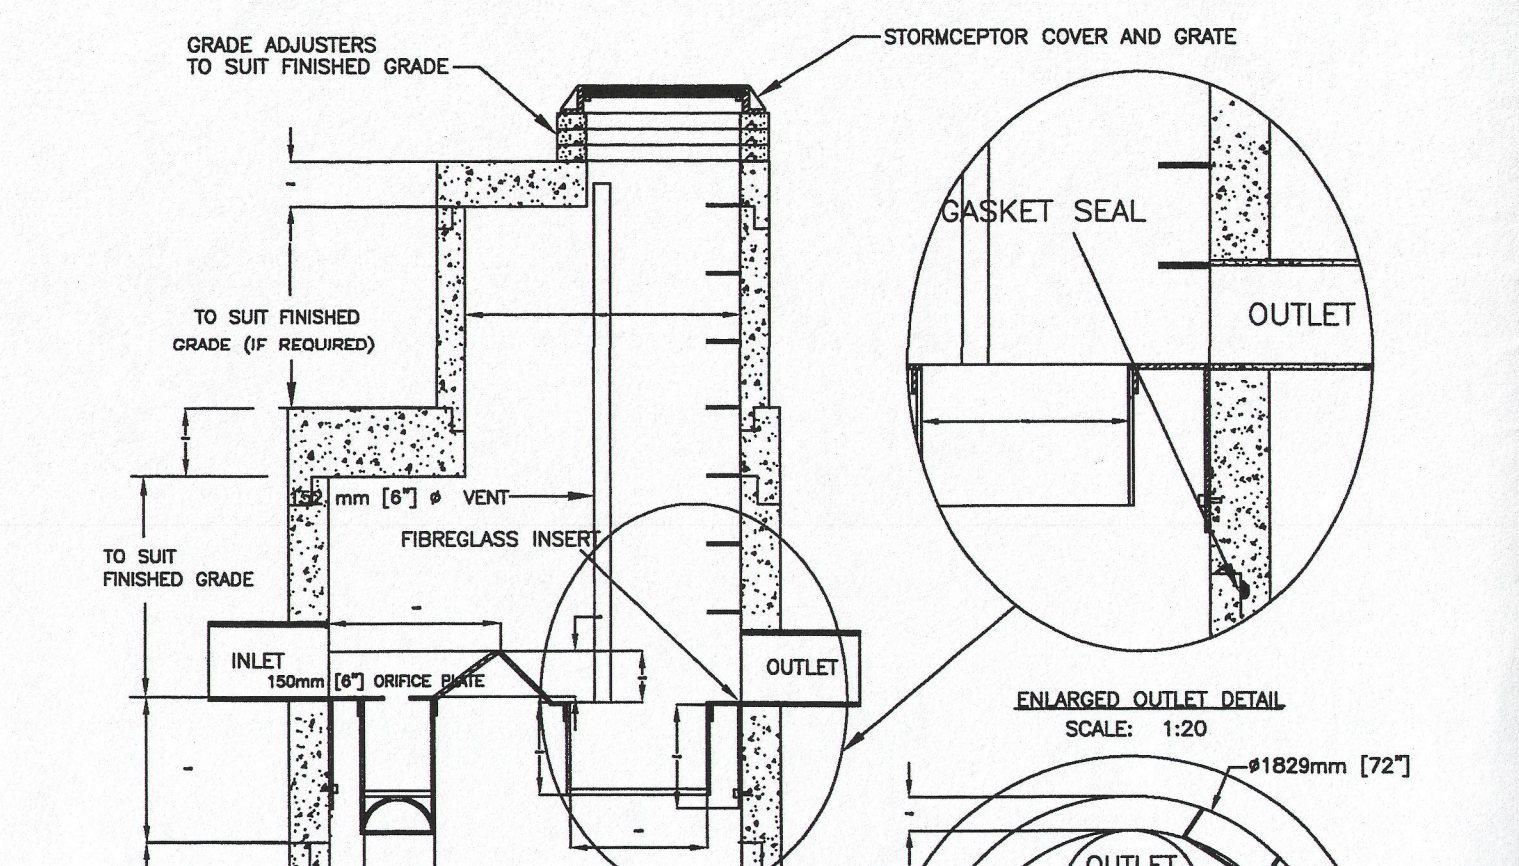 GRADE ADJUSTERS
TO SUIT FINISHED GRADE
STORMCEPTOR COVER AND GRATE
GASKET SEAL
OUTLET
TO SUIT FINISHED
GRADE (IF REQUIRED)
152 mm [6"] ø VENT
FIBREGLASS INSERT
TO SUIT
FINISHED GRADE
INLET
150mm [6"] ORIFICE PLATE
OUTLET
ENLARGED OUTLET DETAIL
SCALE: 1:20
ø1829mm [72"]
OUTLET